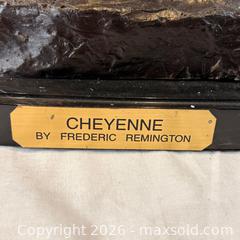 CHEYENNE
BY FREDERIC REMINGTON
Copyright 2026 - maxsold.com